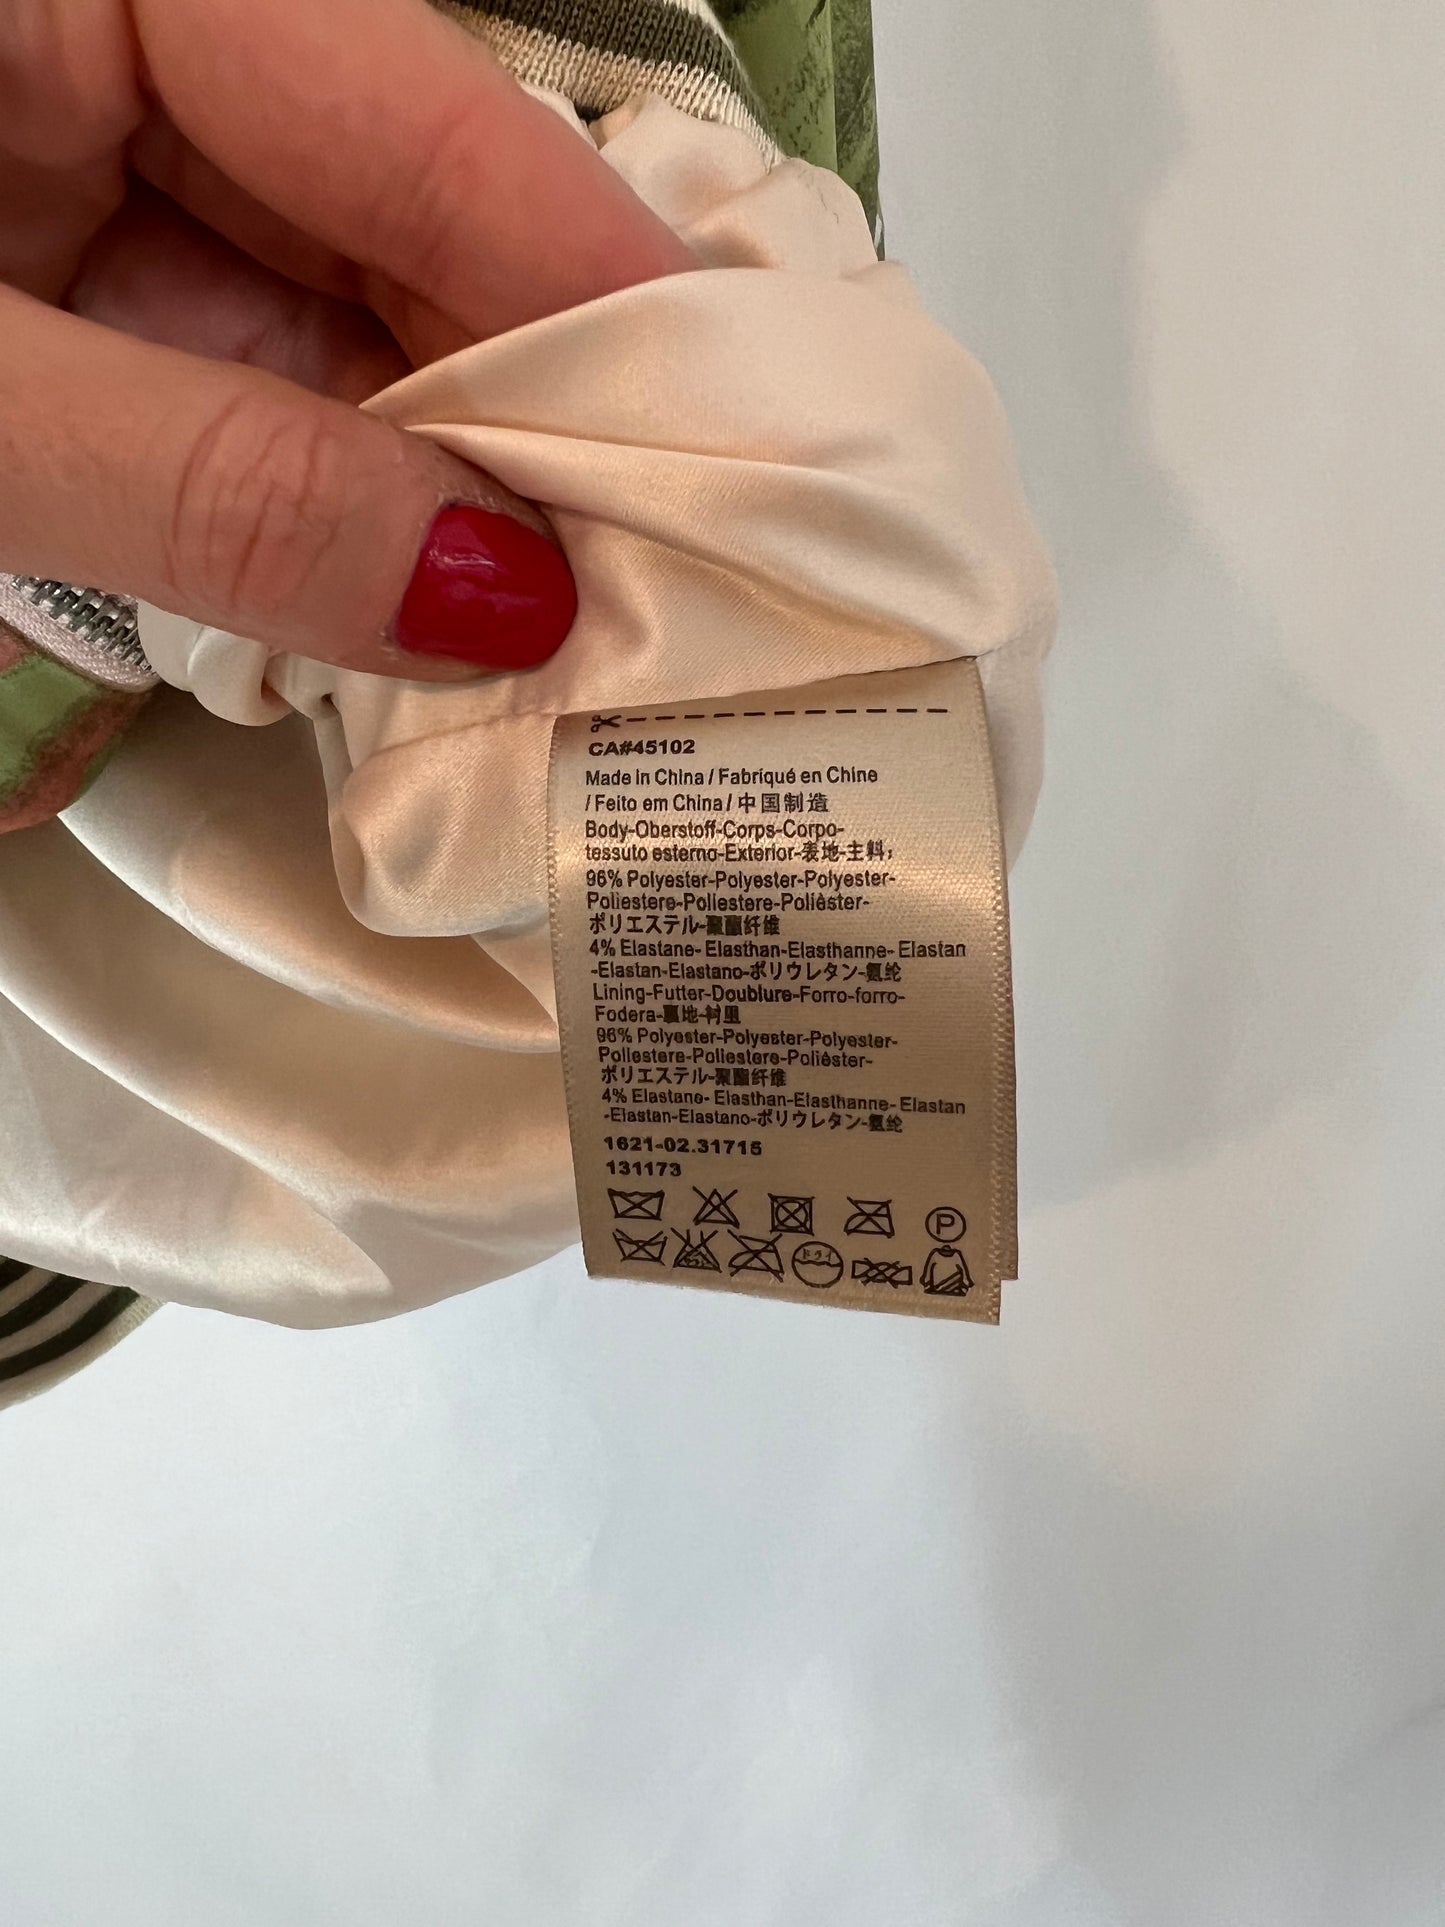 CA#45102
Made in China / Fabriqué en Chine
/ Feito em China / 中国制造
Body-Oberstoff-Corps-Corpo-
tessuto esterno-Exterior-表地-主料:
96% Polyester-Polyester-Polyester-
Poliestere-Poliestere-Poliéster-
ポリエステル-聚酯纤维
4% Elastane- Elasthan-Elasthanne- Elastan
-Elastan-Elastano-ポリウレタン-氨纶
Lining-Futter-Doublure-Forro-forro-
Fodera-裏地-衬里
96% Polyester-Polyester-Polyester-
Poliestere-Poliestere-Poliéster-
ポリエステル-聚酯纤维
4% Elastane- Elasthan-Elasthanne- Elastan
-Elastan-Elastano-ポリウレタン-氨纶
1621-02.31715
131173
P
ドライ